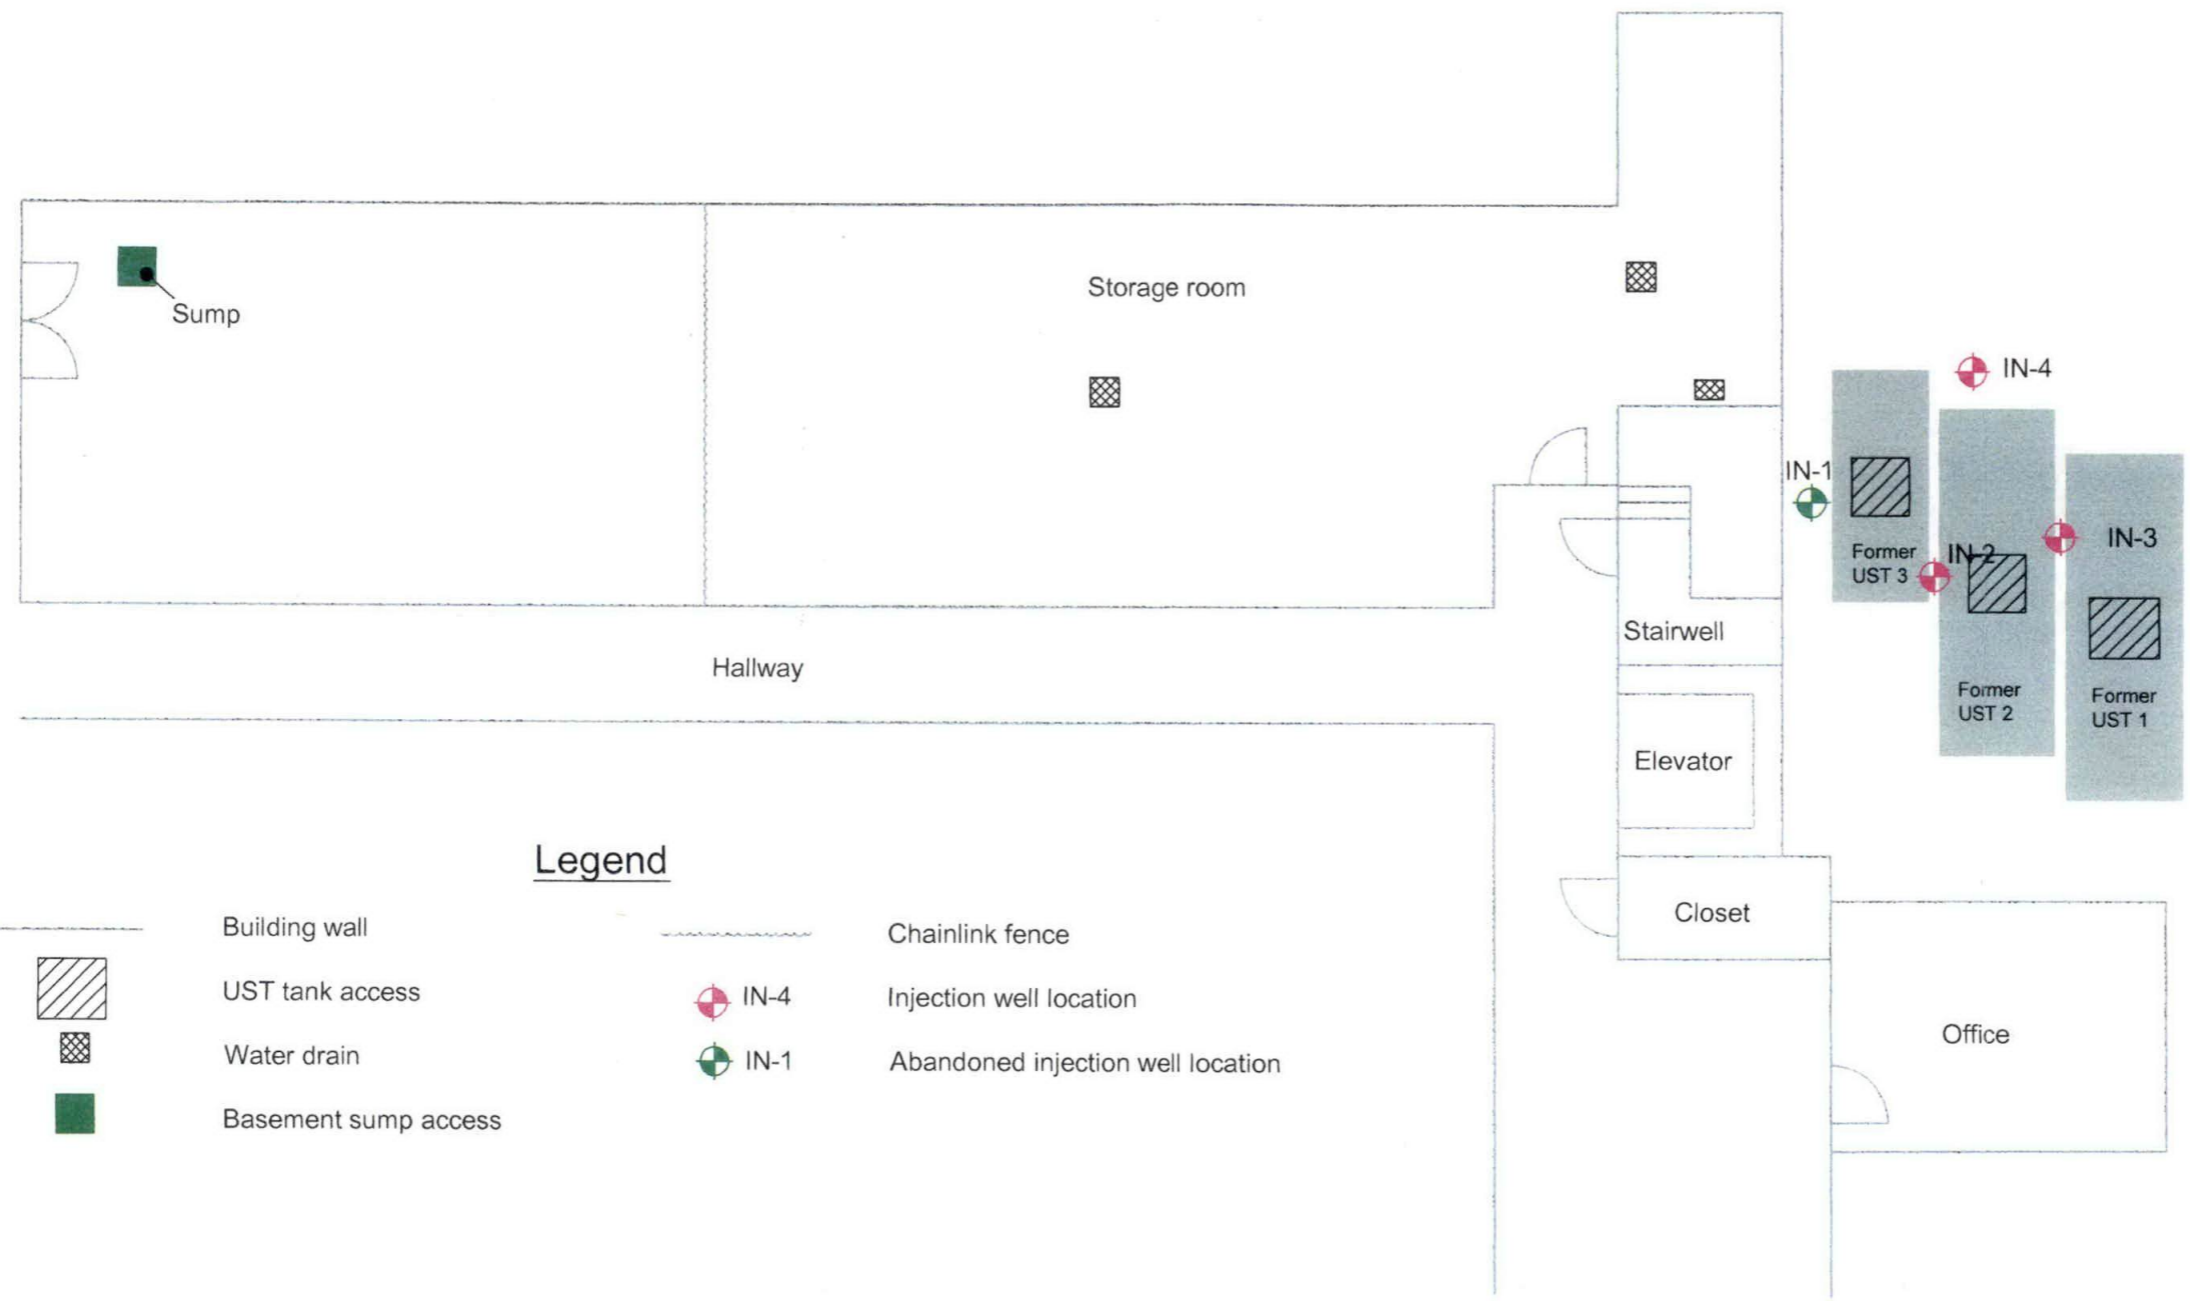 Sump
Storage room
IN-4
IN-1
Former
UST 3
IN-2
IN-3
Stairwell
Hallway
Former
UST 2
Former
UST 1
Elevator
Closet
Office
Legend
Building wall
UST tank access
Water drain
Basement sump access
Chainlink fence
IN-4 Injection well location
IN-1 Abandoned injection well location